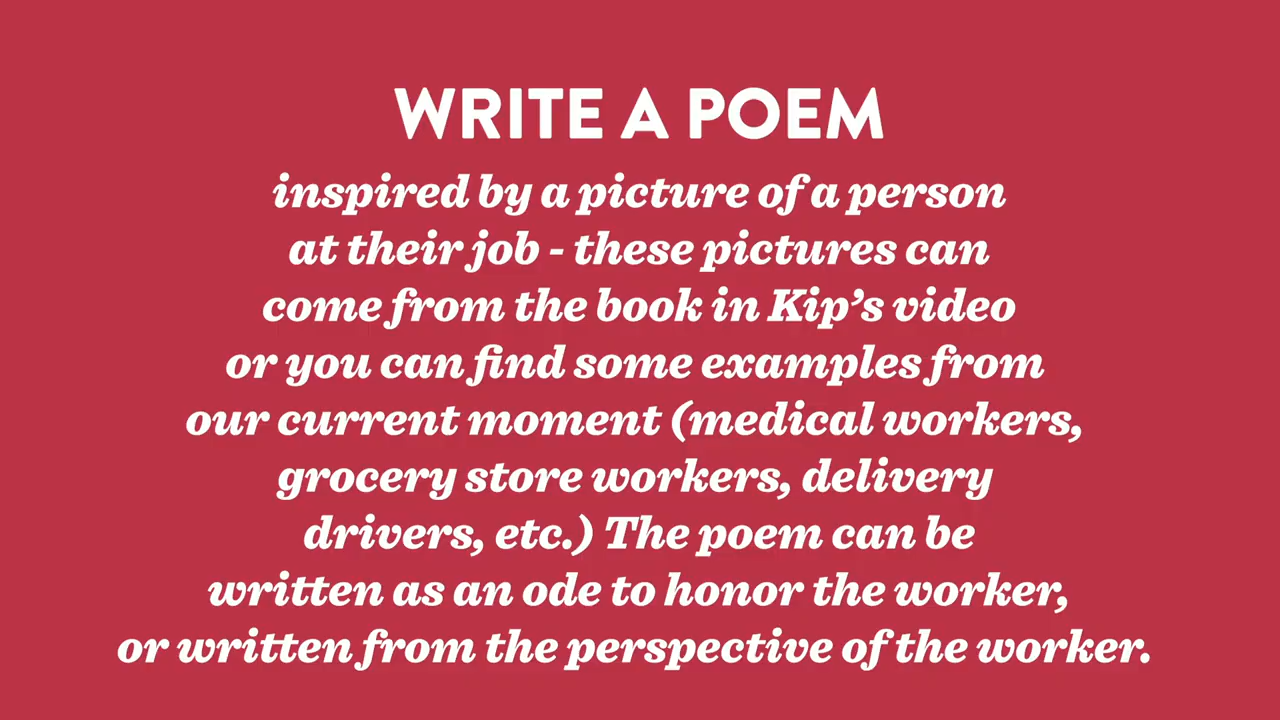 WRITE A POEM
inspired by a picture of a person
at their job - these pictures can
come from the book in Kip's video
or you can find some examples from
our current moment (medical workers,
grocery store workers, delivery
drivers, etc.) The poem can be
written as an ode to honor the worker,
or written from the perspective of the worker.